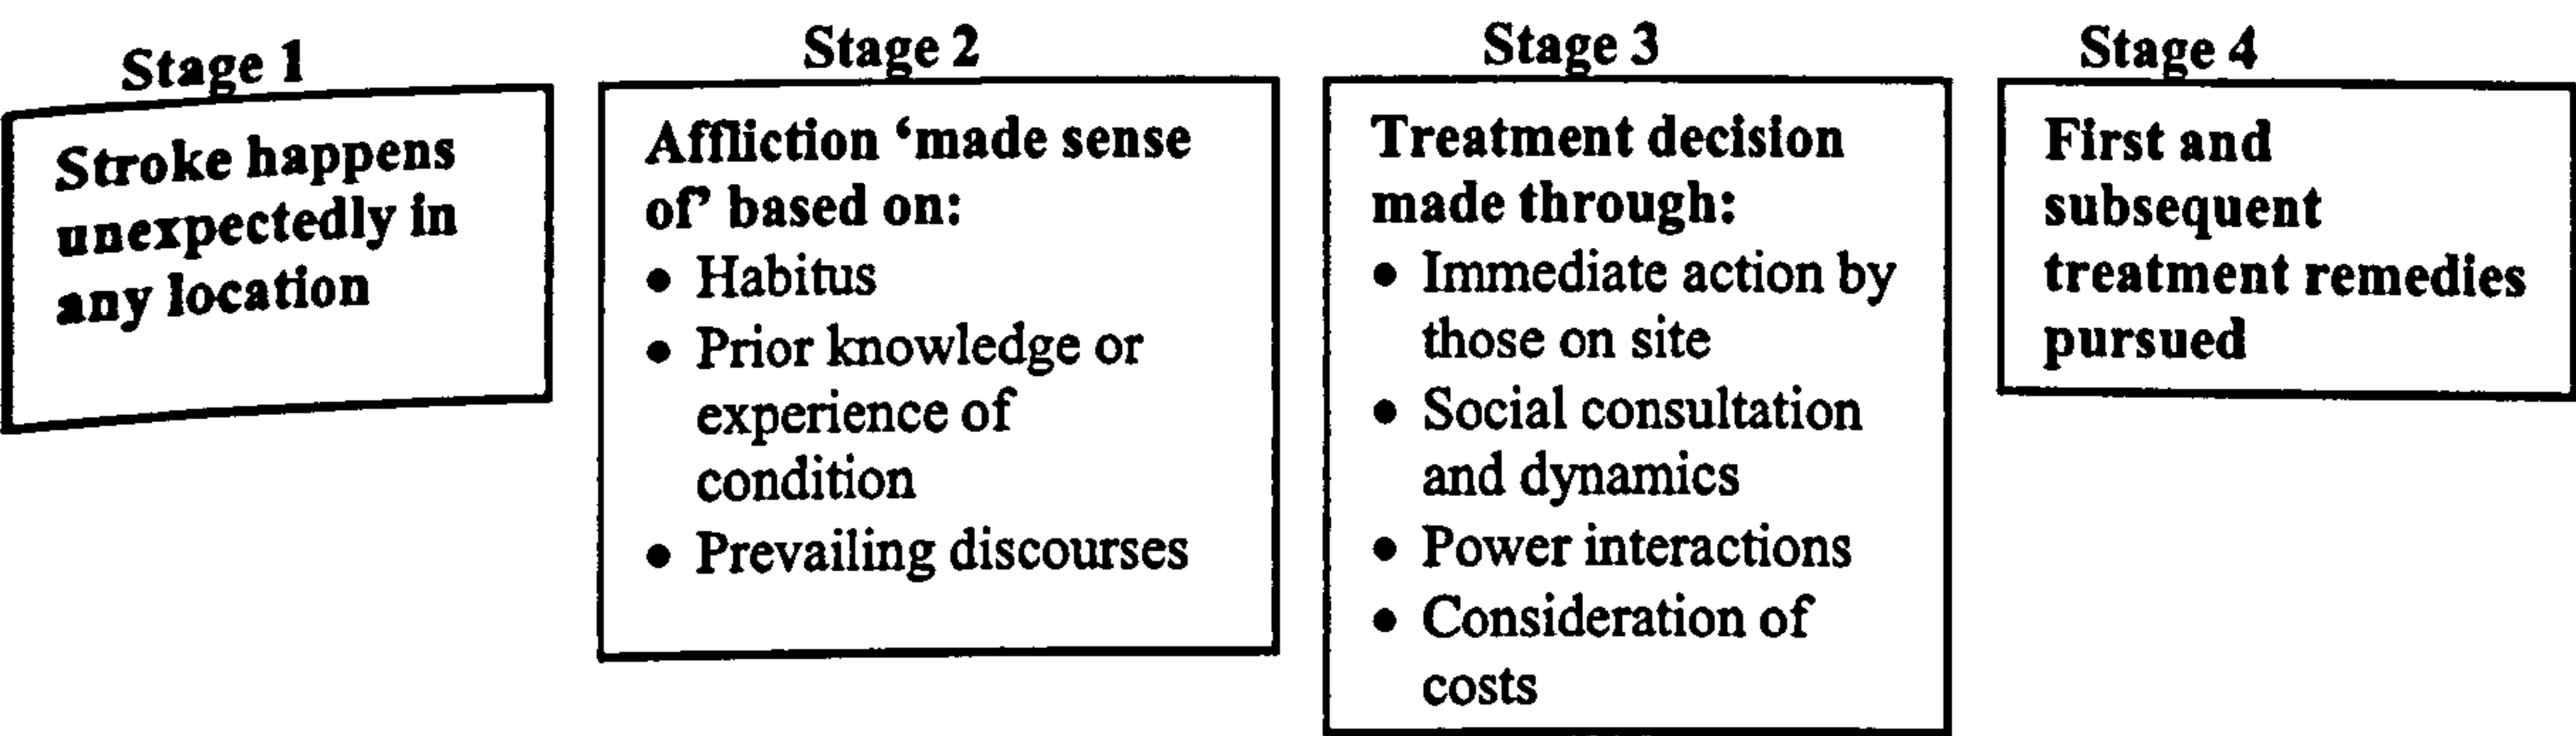 Stage 1
Stroke happens
unexpectedly in
any location
Stage 2
Affliction ‘made sense
of’ based on:
• Habitus
• Prior knowledge or
experience of
condition
• Prevailing discourses
Stage 3
Treatment decision
made through:
• Immediate action by
those on site
• Social consultation
and dynamics
• Power interactions
• Consideration of
costs
Stage 4
First and
subsequent
treatment remedies
pursued